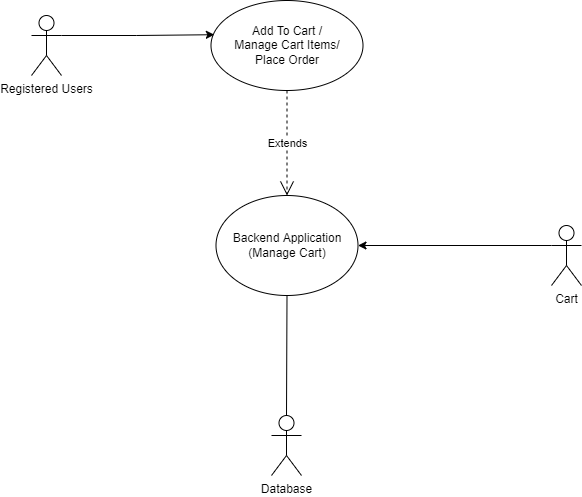 Add To Cart /
Manage Cart Items/
Place Order
Registered Users
Extends
Backend Application
(Manage Cart)
Cart
Database